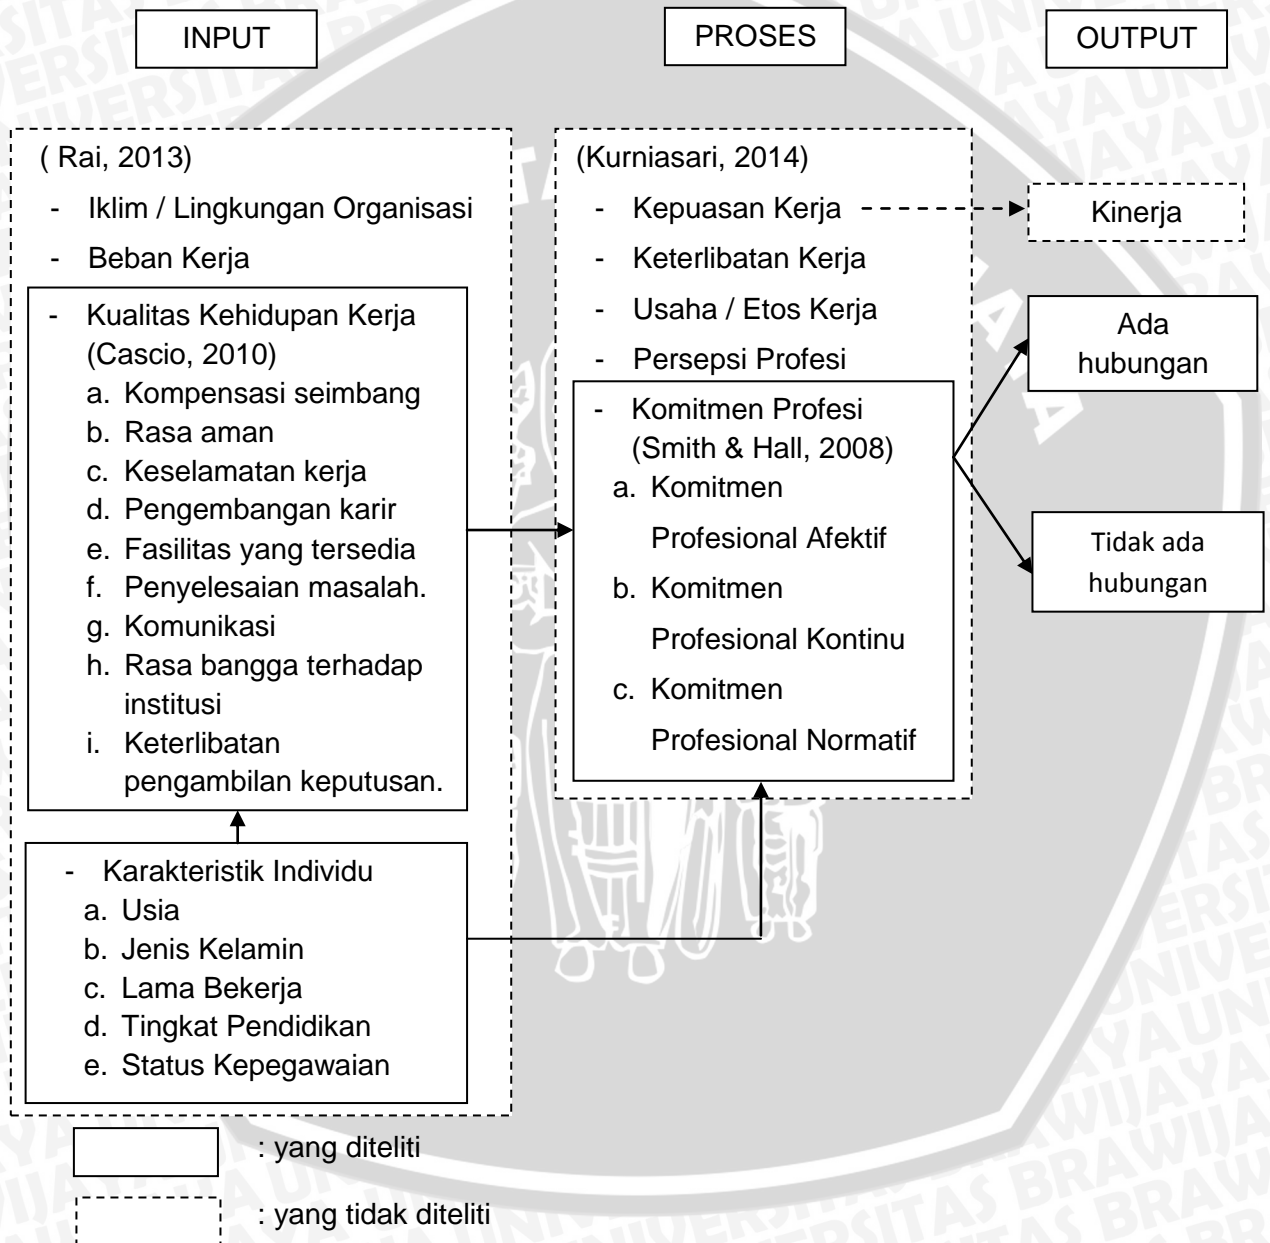 INPUT
PROSES
OUTPUT
( Rai, 2013)
- Iklim / Lingkungan Organisasi
- Beban Kerja
- Kualitas Kehidupan Kerja
(Cascio, 2010)
a. Kompensasi seimbang
b. Rasa aman
c. Keselamatan kerja
d. Pengembangan karir
e. Fasilitas yang tersedia
f. Penyelesaian masalah.
g. Komunikasi
h. Rasa bangga terhadap
institusi
i. Keterlibatan
pengambilan keputusan.
- Karakteristik Individu
a. Usia
b. Jenis Kelamin
c. Lama Bekerja
d. Tingkat Pendidikan
e. Status Kepegawaian
(Kurniasari, 2014)
- Kepuasan Kerja
- Keterlibatan Kerja
- Usaha / Etos Kerja
- Persepsi Profesi
- Komitmen Profesi
(Smith & Hall, 2008)
a. Komitmen
Profesional Afektif
b. Komitmen
Profesional Kontinu
c. Komitmen
Profesional Normatif
Kinerja
Ada
hubungan
Tidak ada
hubungan
: yang diteliti
: yang tidak diteliti